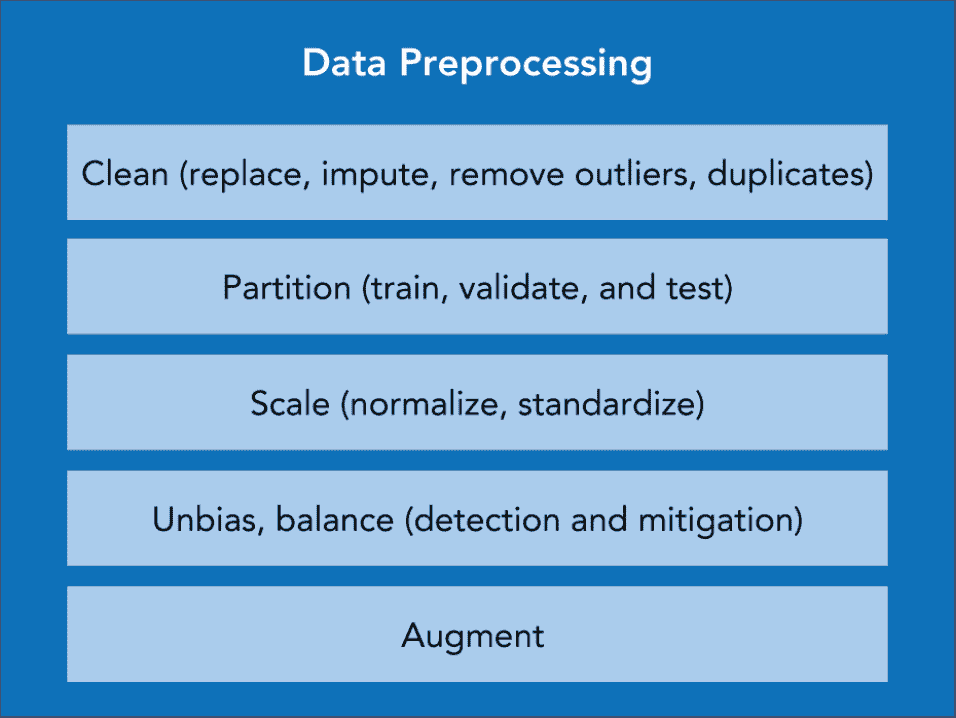 Data Preprocessing
Clean (replace, impute, remove outliers, duplicates)
Partition (train, validate, and test)
Scale (normalize, standardize)
Unbias, balance (detection and mitigation)
Augment